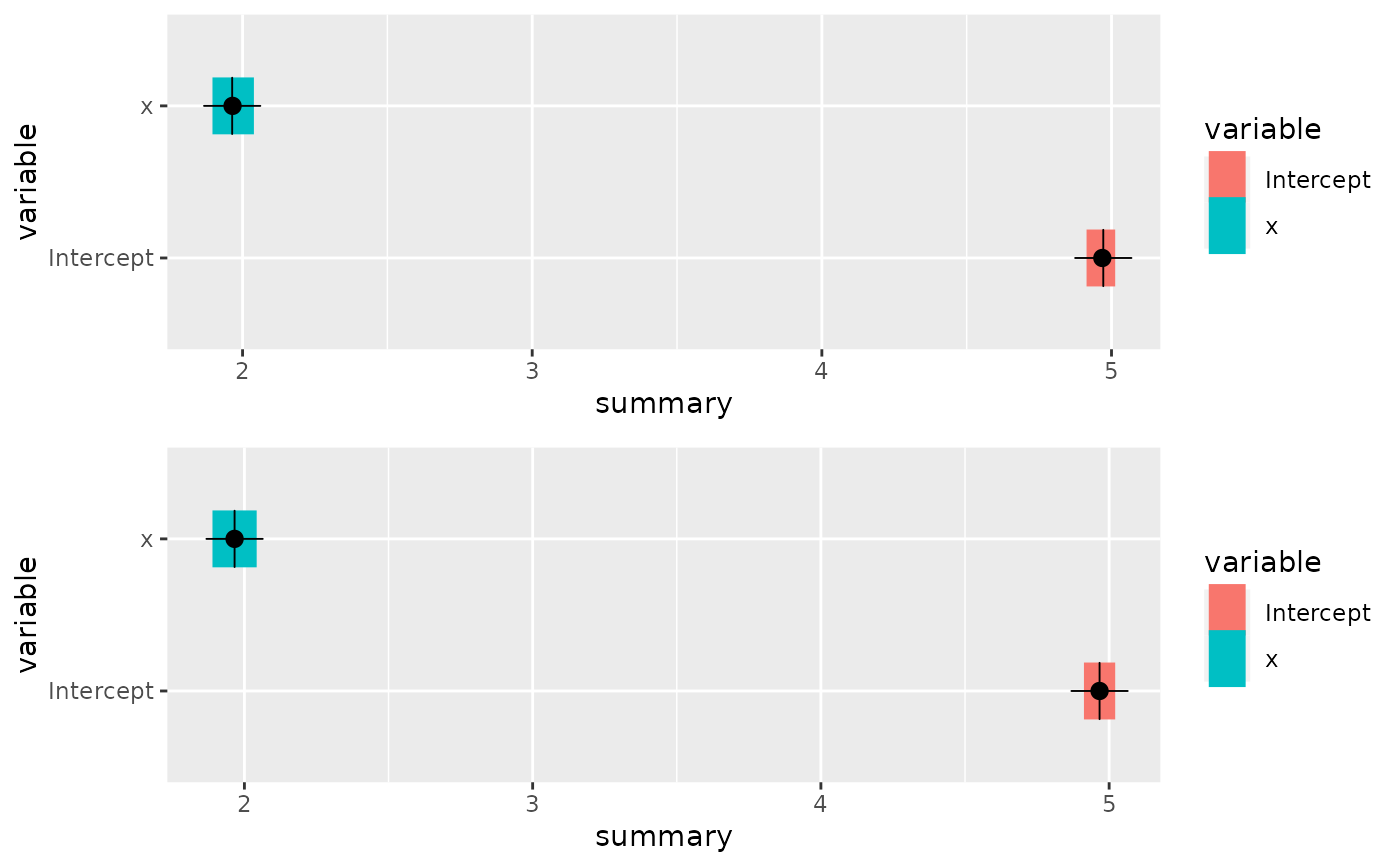 variable
x
Intercept
2 3 4 5
summary
variable
Intercept
x
variable
x
Intercept
2 3 4 5
summary
variable
Intercept
x